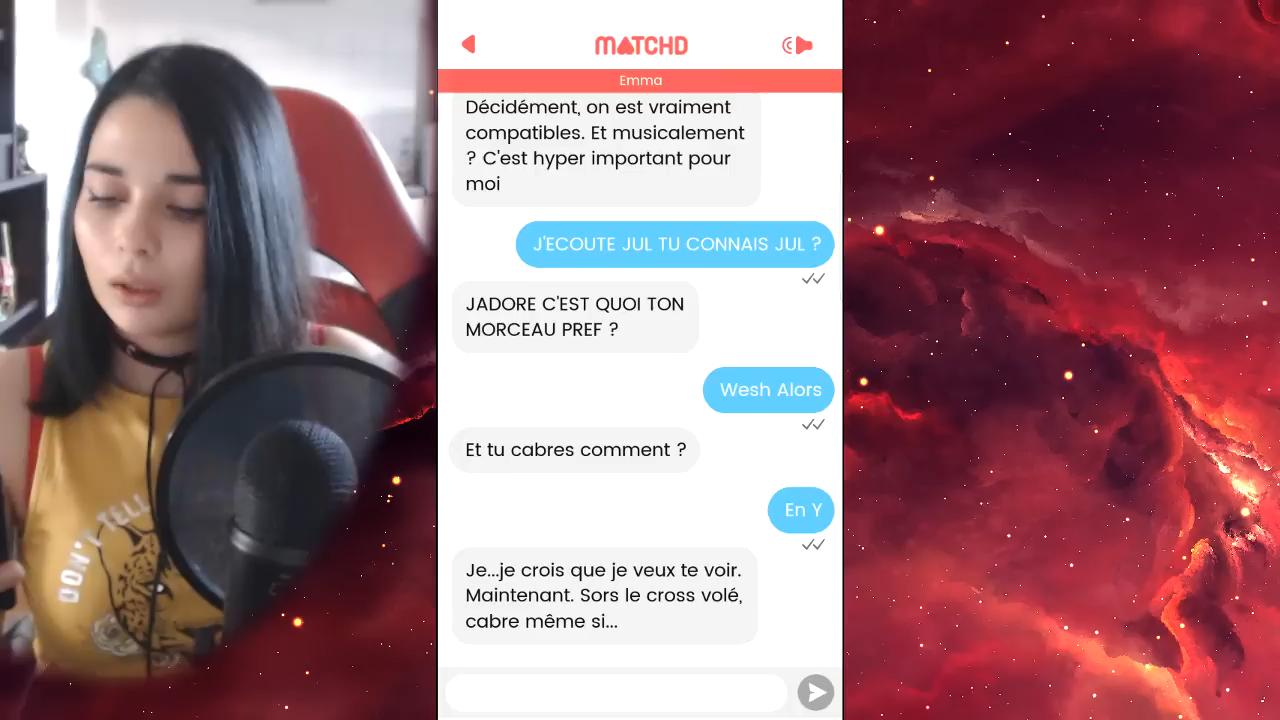 MATCHD
Emma
Décidément, on est vraiment
compatibles. Et musicalement
? C'est hyper important pour
moi
J'ECOUTE JUL TU CONNAIS JUL ?
JADORE C'EST QUOI TON
MORCEAU PREF ?
Wesh Alors
Et tu cabres comment ?
En Y
Je...je crois que je veux te voir.
Maintenant. Sors le cross volé,
cabre même si...
DON'T TELL